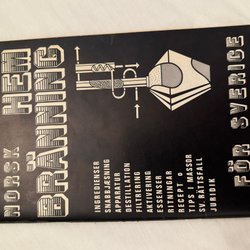 NORSK HEM
BRÄNNING
INGREDIENSER
SNABBJÄSNING
APPARATUR
DESTILLATION
FILTRERING
AKTIVERING
ESSENSER
RITNINGAR
RECEPT o
TIPS I MASSOR
SV. RÄTTSFALL
JURIDIK
FÖR SVERIGE